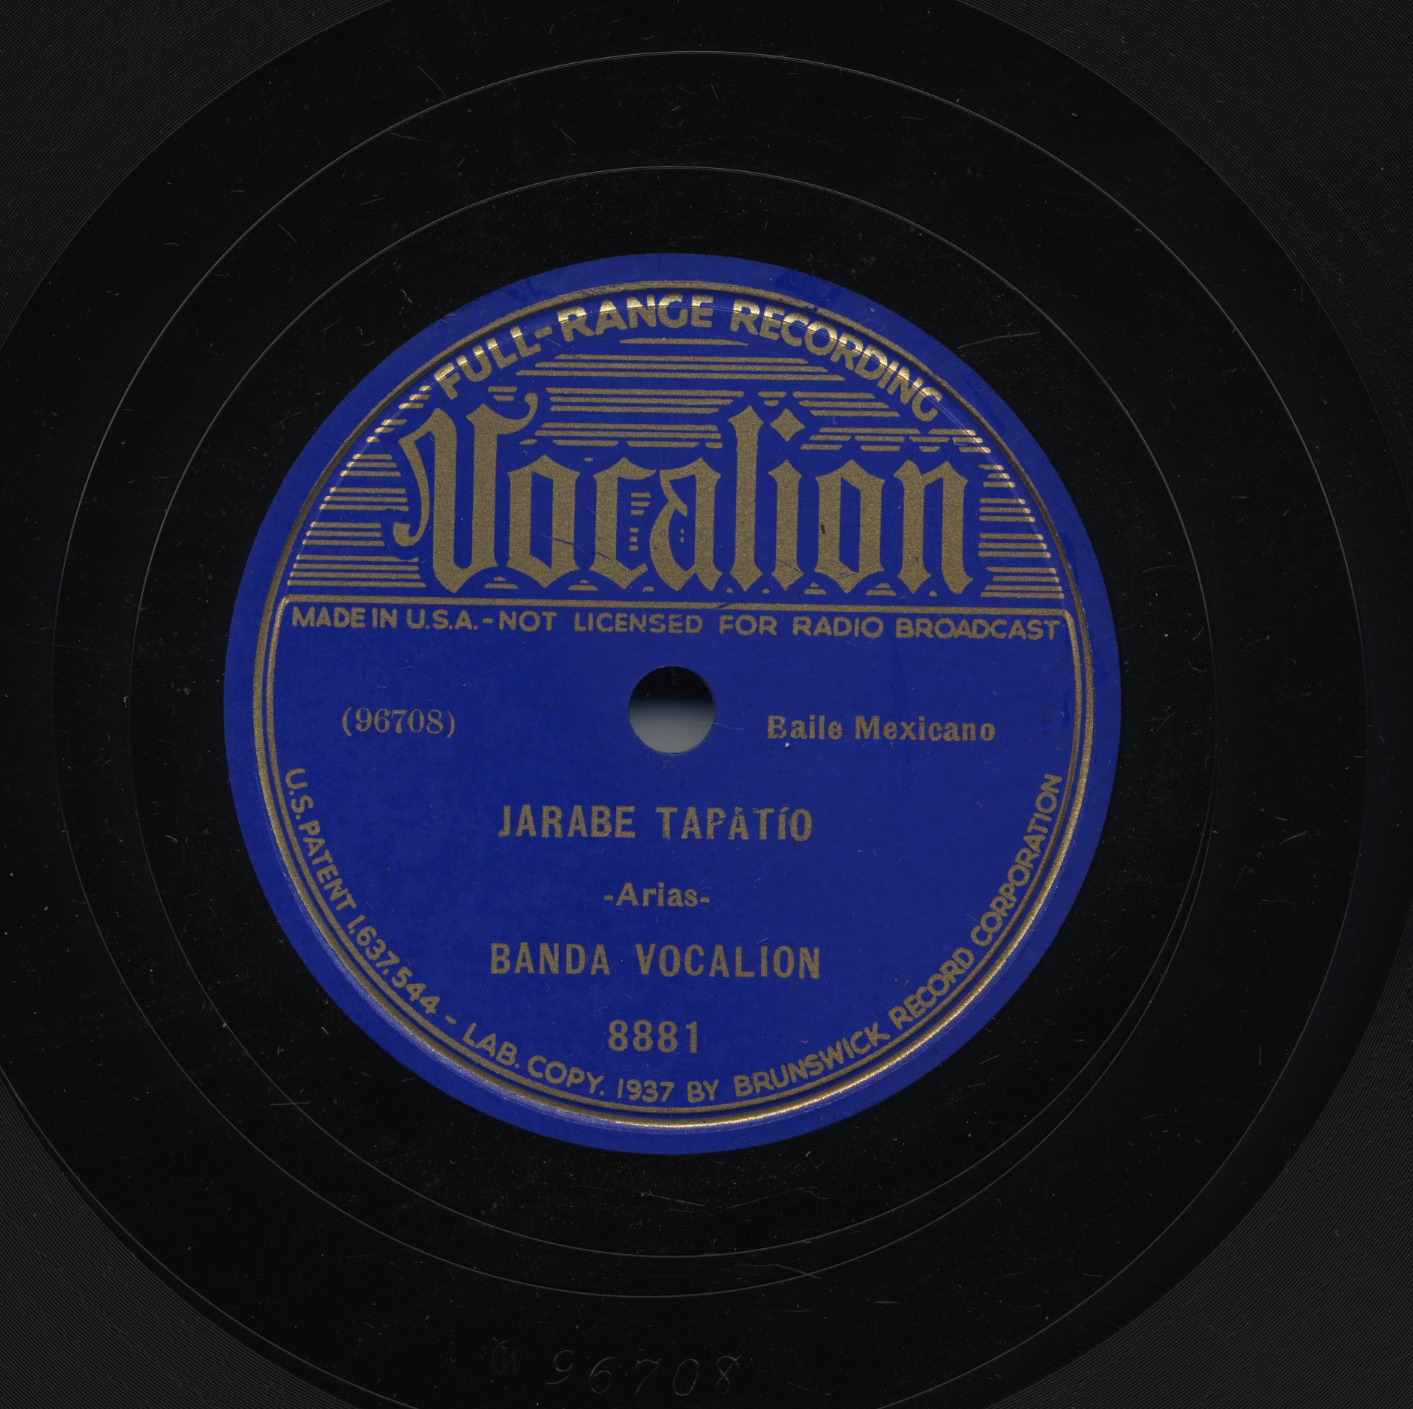 FULL-RANGE RECORDING
Vocalion
MADE IN U.S.A.-NOT LICENSED FOR RADIO BROADCAST
(96708)
Baile Mexicano
JARABE TAPATÍO
-Arias-
BANDA VOCALION
8881
U.S. PATENT 1,637,544 - LAB. COPY. 1937 BY BRUNSWICK RECORD CORPORATION
96708